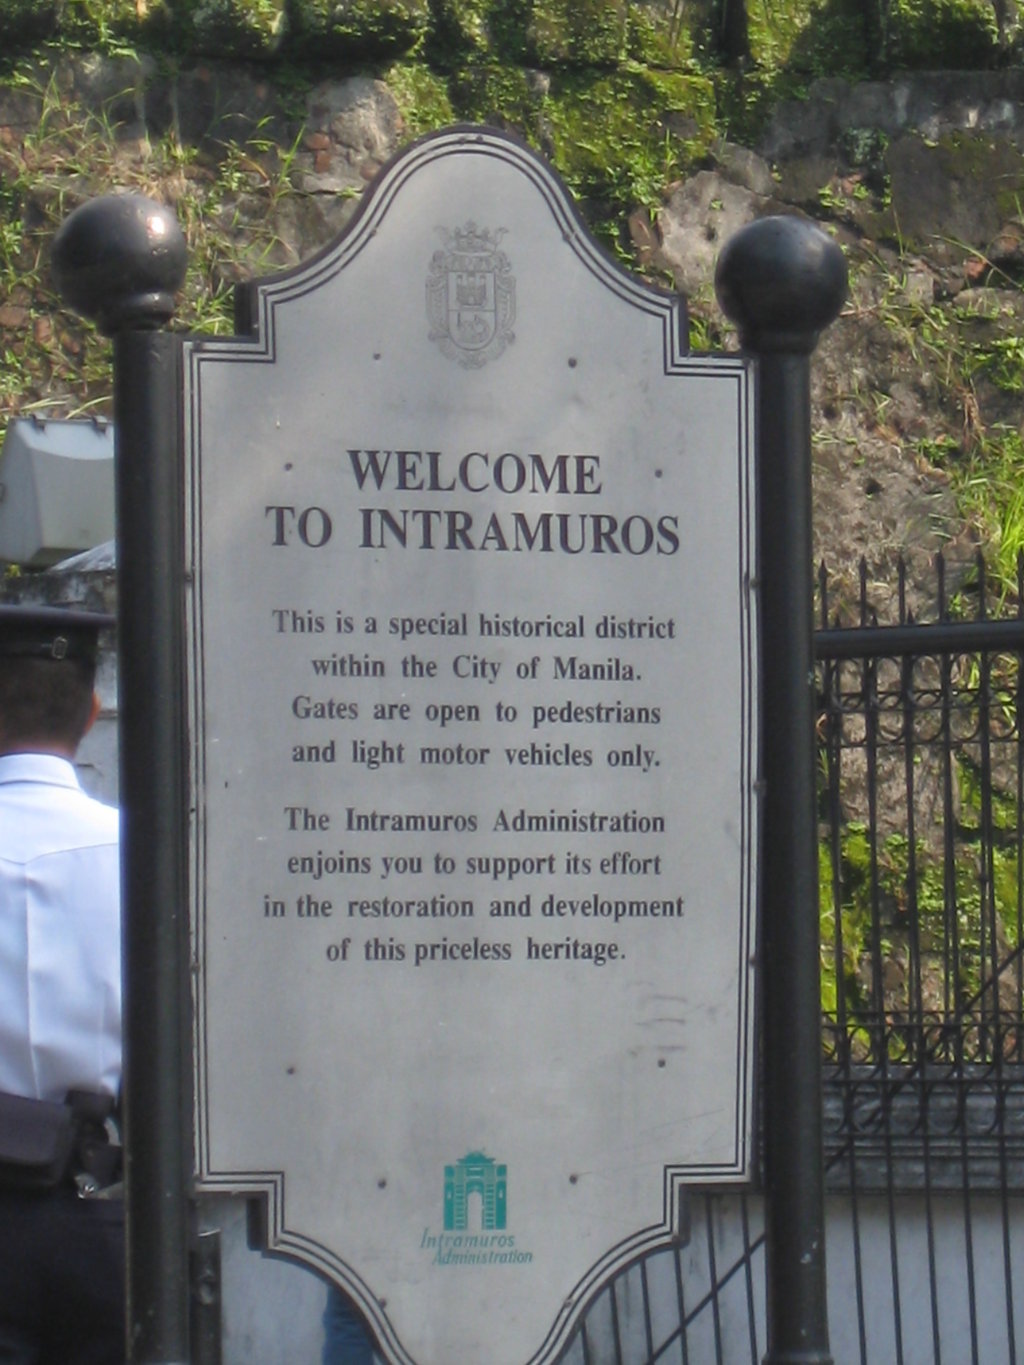 WELCOME
TO INTRAMUROS
This is a special historical district
within the City of Manila.
Gates are open to pedestrians
and light motor vehicles only.
The Intramuros Administration
enjoins you to support its effort
in the restoration and development
of this priceless heritage.
Intramuros
Administration